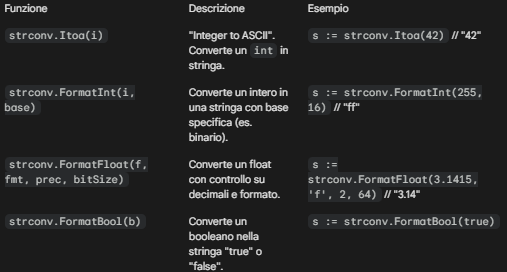 Funzione
Descrizione
Esempio
strconv.Itoa(i)
"Integer to ASCII".
Converte un int in
stringa.
s := strconv.Itoa(42) // "42"
strconv.FormatInt(i,
base)
Converte un intero in
una stringa con base
specifica (es.
binario).
s := strconv.FormatInt(255,
16) // "ff"
strconv.FormatFloat(f,
fmt, prec, bitSize)
Converte un float
con controllo su
decimali e formato.
s :=
strconv.FormatFloat(3.1415,
'f', 2, 64) // "3.14"
strconv.FormatBool(b)
Converte un
booleano nella
stringa "true" o
"false".
s := strconv.FormatBool(true)